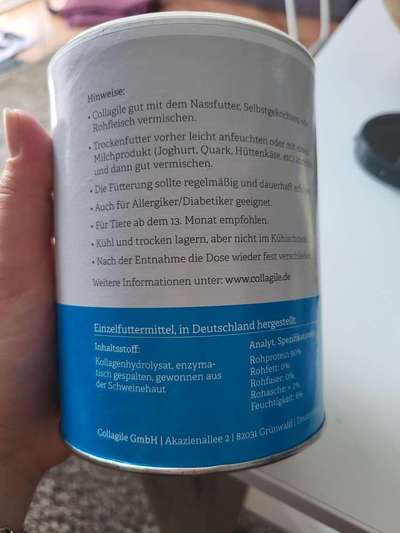 Hinweise:
• Collagile gut mit dem Nassfutter, Selbstgekochtem oder
Rohfleisch vermischen.
• Trockenfutter vorher leicht anfeuchten oder mit
Milchprodukt (Joghurt, Quark, Hüttenkäse, etc.)
und dann gut vermischen.
• Die Fütterung sollte regelmäßig und dauerhaft
• Auch für Allergiker/Diabetiker geeignet.
• Für Tiere ab dem 13. Monat empfohlen.
• Kühl und trocken lagern, aber nicht im Kühlschrank.
• Nach der Entnahme die Dose wieder fest verschließen.
Weitere Informationen unter: www.collagile.de
Einzelfuttermittel, in Deutschland hergestellt
Inhaltsstoff:
Kollagenhydrolysat, enzyma-
tisch gespalten, gewonnen aus
der Schweinehaut
Analyt. Spezifikationen
Rohprotein 90%
Rohfett: 0%
Rohfaser: 0%
Rohasche: < 2%
Feuchtigkeit: 8%
Collagile GmbH | Akazienallee 2 | 82031 Grünwald |